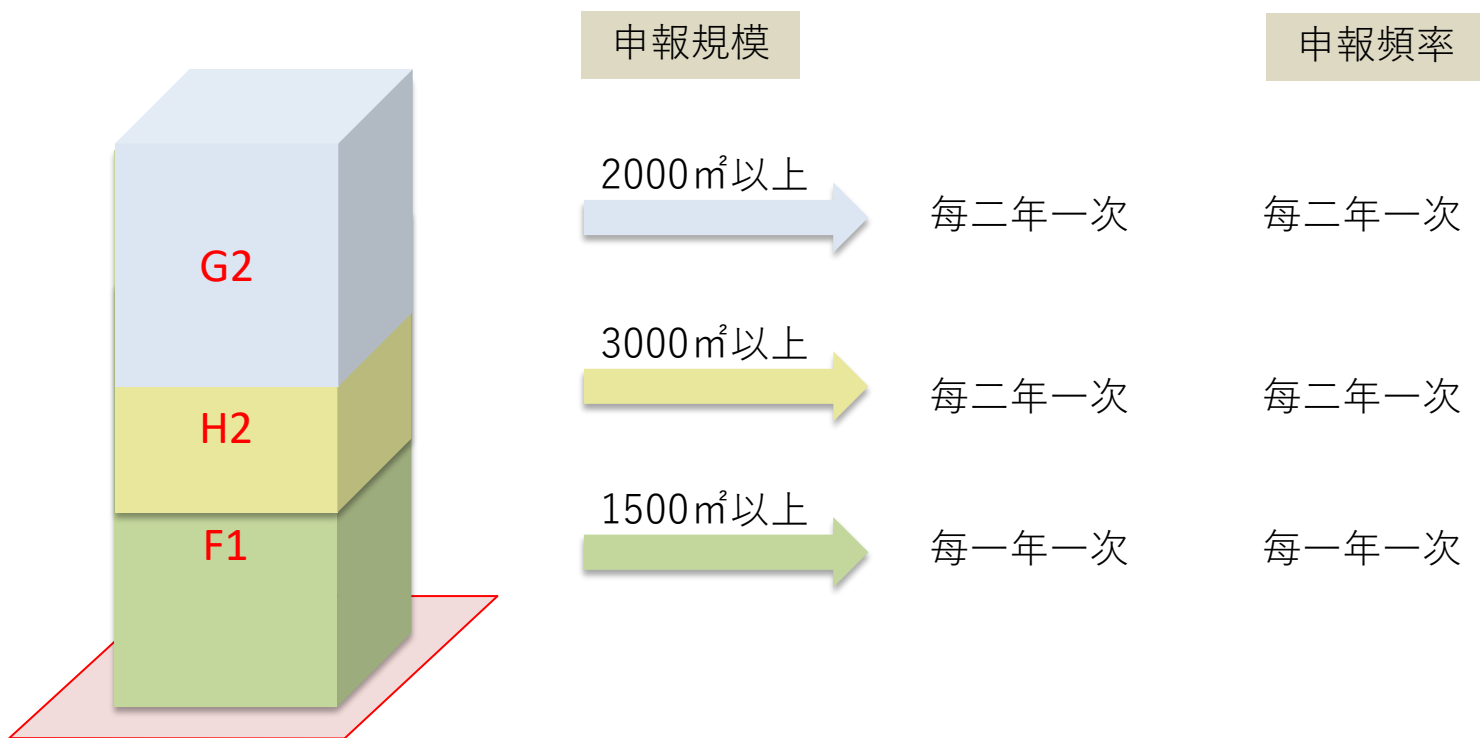 申報規模
申報頻率
2000㎡以上
每二年一次
每二年一次
G2
3000㎡以上
每二年一次
每二年一次
H2
1500㎡以上
每一年一次
每一年一次
F1